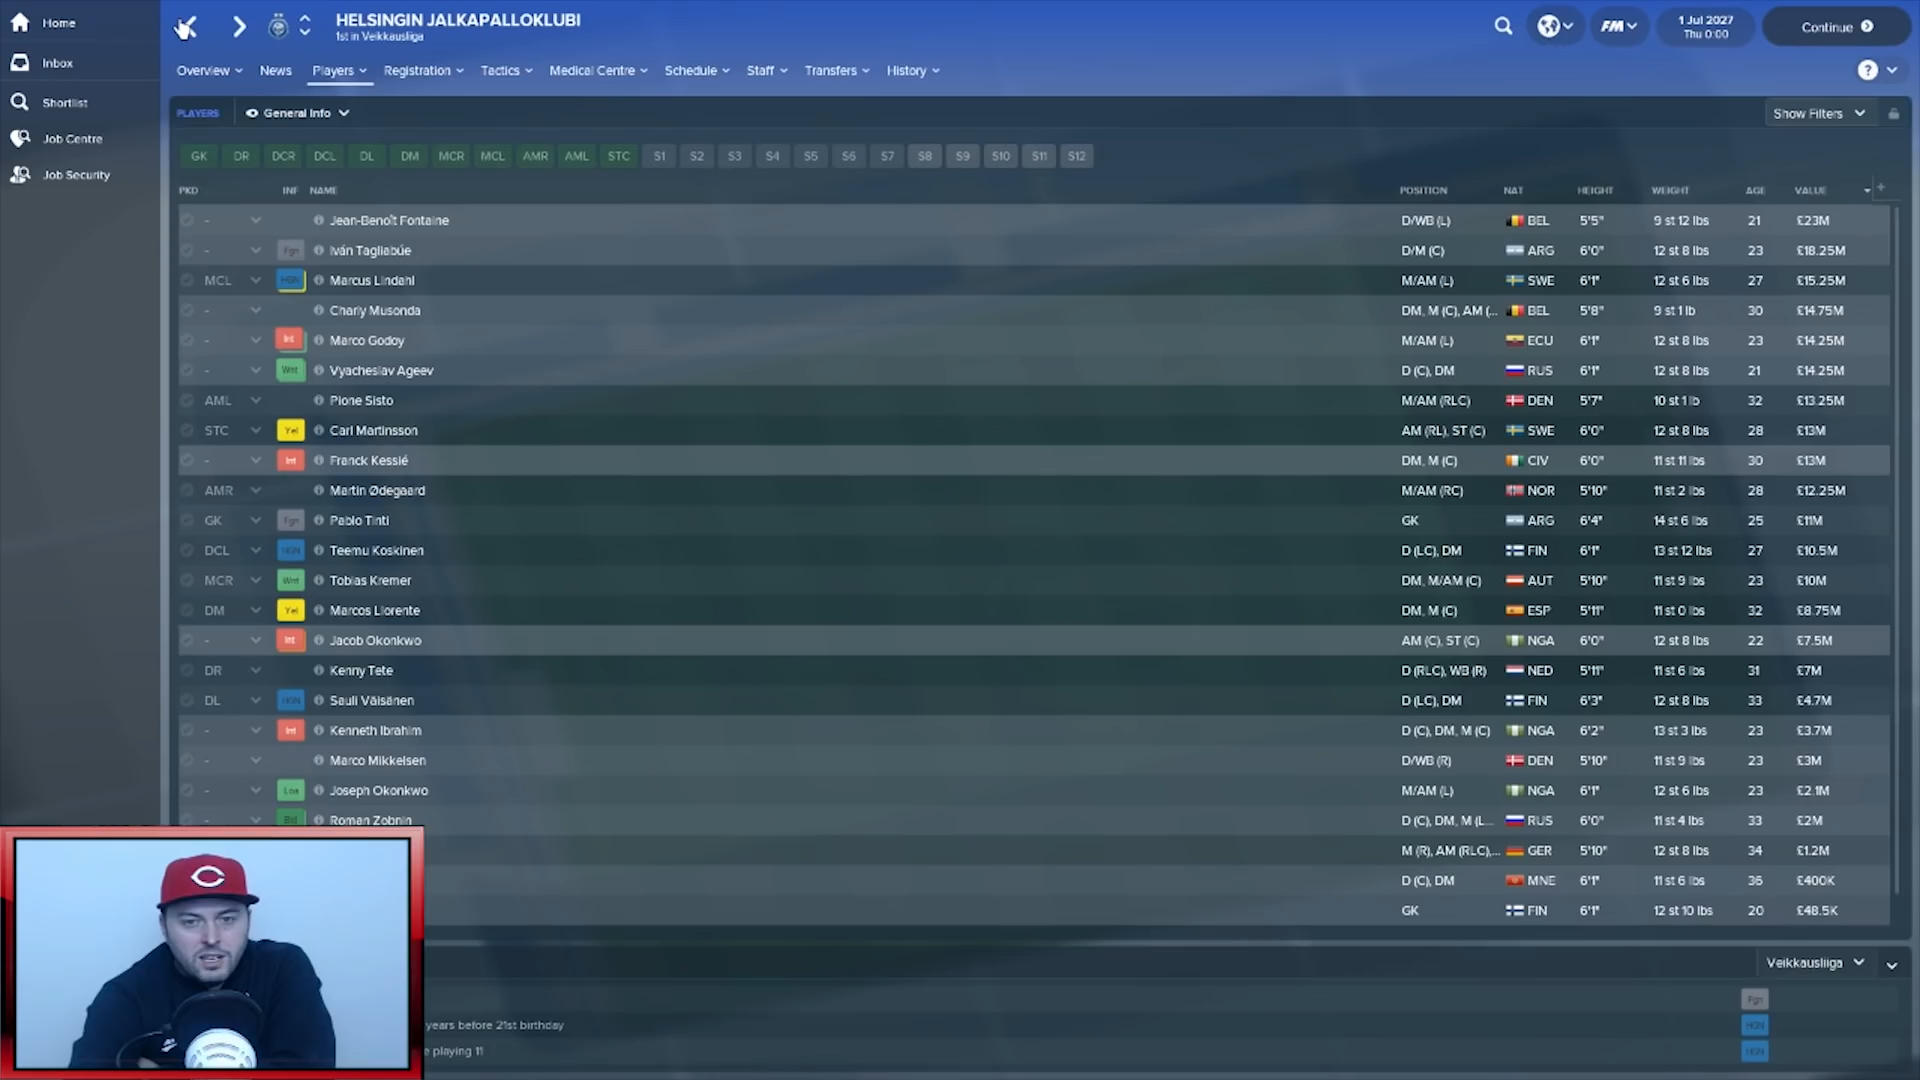 Home
Inbox
Shortlist
Job Centre
Job Security
HELSINGIN JALKAPALLOKLUBI
1st in Veikkausliiga
FM
1 Jul 2027
Thu 0:00
Continue
Overview News Players Registration Tactics Medical Centre Schedule Staff Transfers History
?
PLAYERS General Info Show Filters
GK DR DCR DCL DL DM MCR MCL AMR AML STC S1 S2 S3 S4 S5 S6 S7 S8 S9 S10 S11 S12
PKD INF NAME POSITION NAT HEIGHT WEIGHT AGE VALUE
- Jean-Benoît Fontaine D/WB (L) BEL 5'5" 9 st 12 lbs 21 £23M
- Fgn Iván Tagliabúe D/M (C) ARG 6'0" 12 st 8 lbs 23 £18.25M
MCL HGN Marcus Lindahl M/AM (L) SWE 6'1" 12 st 6 lbs 27 £15.25M
- Charly Musonda DM, M (C), AM (... BEL 5'8" 9 st 1 lb 30 £14.75M
- Int Marco Godoy M/AM (L) ECU 6'1" 12 st 8 lbs 23 £14.25M
- Wnt Vyacheslav Ageev D (C), DM RUS 6'1" 12 st 8 lbs 21 £14.25M
AML Pione Sisto M/AM (RLC) DEN 5'7" 10 st 1 lb 32 £13.25M
STC Yel Carl Martinsson AM (RL), ST (C) SWE 6'0" 12 st 8 lbs 28 £13M
- Int Franck Kessié DM, M (C) CIV 6'0" 11 st 11 lbs 30 £13M
AMR Martin Ødegaard M/AM (RC) NOR 5'10" 11 st 2 lbs 28 £12.25M
GK Fgn Pablo Tinti GK ARG 6'4" 14 st 6 lbs 25 £11M
DCL HGN Teemu Koskinen D (LC), DM FIN 6'1" 13 st 12 lbs 27 £10.5M
MCR Wnt Tobias Kremer DM, M/AM (C) AUT 5'10" 11 st 9 lbs 23 £10M
DM Yel Marcos Llorente DM, M (C) ESP 5'11" 11 st 0 lbs 32 £8.75M
- Int Jacob Okonkwo AM (C), ST (C) NGA 6'0" 12 st 8 lbs 22 £7.5M
DR Kenny Tete D (RLC), WB (R) NED 5'11" 11 st 6 lbs 31 £7M
DL HGN Sauli Väisänen D (LC), DM FIN 6'3" 12 st 8 lbs 33 £4.7M
- Int Kenneth Ibrahim D (C), DM, M (C) NGA 6'2" 13 st 3 lbs 23 £3.7M
- Marco Mikkelsen D/WB (R) DEN 5'10" 11 st 9 lbs 23 £3M
- Loa Joseph Okonkwo M/AM (L) NGA 6'1" 12 st 6 lbs 23 £2.1M
- Bid Roman Zobnin D (C), DM, M (L... RUS 6'0" 11 st 4 lbs 33 £2M
M (R), AM (RLC),... GER 5'10" 12 st 8 lbs 34 £1.2M
D (C), DM MNE 6'1" 11 st 6 lbs 36 £400K
GK FIN 6'1" 12 st 10 lbs 20 £48.5K
Veikkausliiga
Fgn
years before 21st birthday HGN
e playing 11 HGN
C